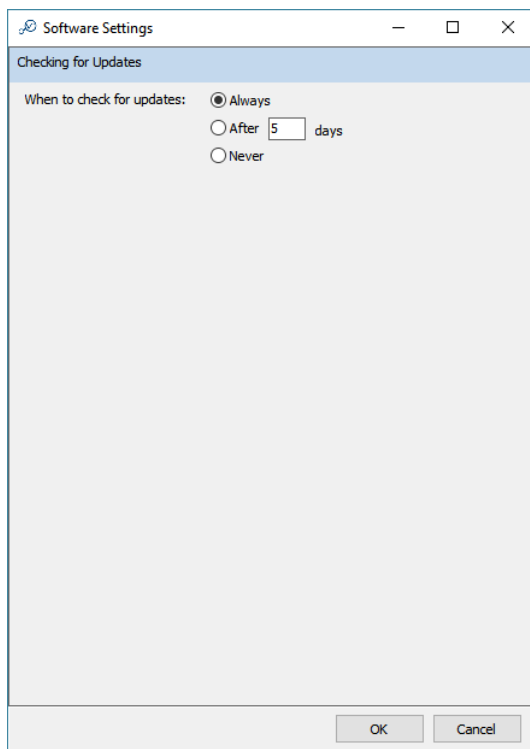 Software Settings
Checking for Updates
When to check for updates: Always
After 5 days
Never
OK Cancel